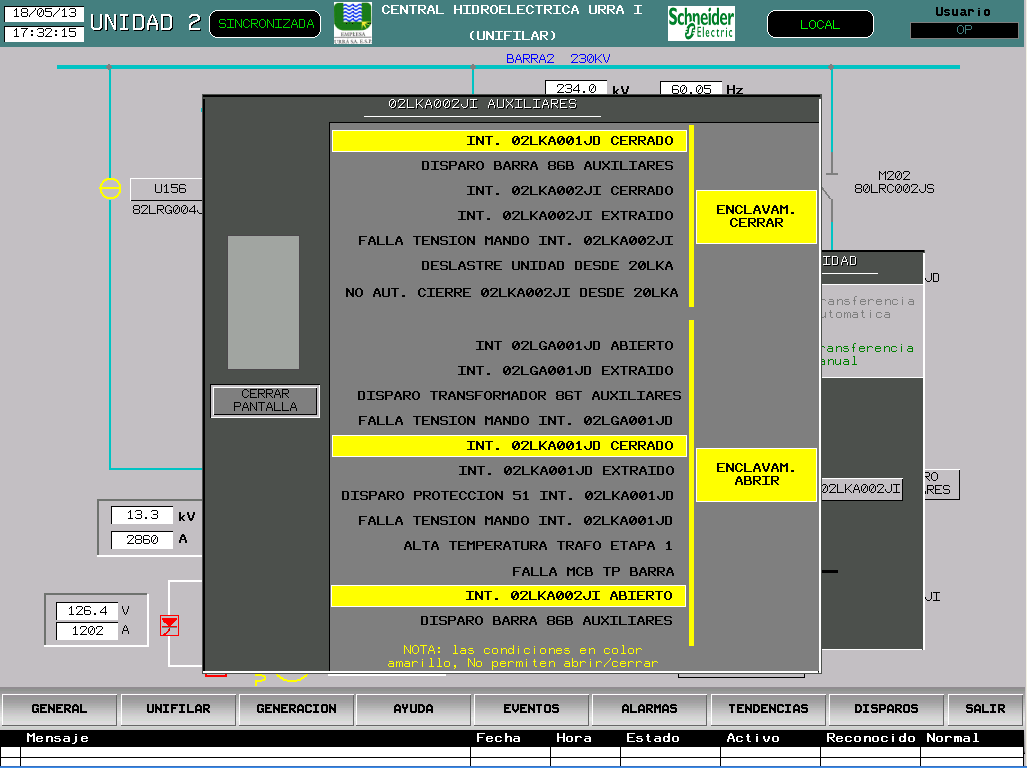 18/05/13
17:32:15
UNIDAD 2
SINCRONIZADA
EMPRESA
URRA S.A. E.S.P
CENTRAL HIDROELECTRICA URRA I
(UNIFILAR)
Schneider
Electric
LOCAL
Usuario
OP
BARRA2 230KV
234.0 kV
60.05 Hz
02LKA002JI AUXILIARES
U156
82LRG004J
M202
80LRC002JS
INT. 02LKA001JD CERRADO
DISPARO BARRA 86B AUXILIARES
INT. 02LKA002JI CERRADO
INT. 02LKA002JI EXTRAIDO
FALLA TENSION MANDO INT. 02LKA002JI
DESLASTRE UNIDAD DESDE 20LKA
NO AUT. CIERRE 02LKA002JI DESDE 20LKA
ENCLAVAM.
CERRAR
IDAD
JD
ransferencia
utomatica
ransferencia
anual
CERRAR
PANTALLA
INT 02LGA001JD ABIERTO
INT. 02LGA001JD EXTRAIDO
DISPARO TRANSFORMADOR 86T AUXILIARES
FALLA TENSION MANDO INT. 02LGA001JD
INT. 02LKA001JD CERRADO
INT. 02LKA001JD EXTRAIDO
DISPARO PROTECCION 51 INT. 02LKA001JD
FALLA TENSION MANDO INT. 02LKA001JD
ALTA TEMPERATURA TRAFO ETAPA 1
FALLA MCB TP BARRA
INT. 02LKA002JI ABIERTO
DISPARO BARRA 86B AUXILIARES
ENCLAVAM.
ABRIR
02LKA002JI
RO
RES
JI
NOTA: las condiciones en color
amarillo, No permiten abrir/cerrar
13.3 kV
2860 A
126.4 V
1202 A
GENERAL UNIFILAR GENERACION AYUDA EVENTOS ALARMAS TENDENCIAS DISPAROS SALIR
Mensaje Fecha Hora Estado Activo Reconocido Normal